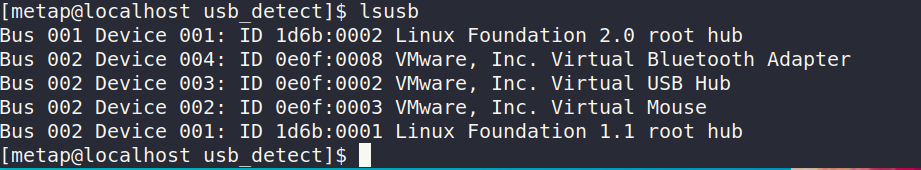 [metap@localhost usb_detect]$ lsusb
Bus 001 Device 001: ID 1d6b:0002 Linux Foundation 2.0 root hub
Bus 002 Device 004: ID 0e0f:0008 VMware, Inc. Virtual Bluetooth Adapter
Bus 002 Device 003: ID 0e0f:0002 VMware, Inc. Virtual USB Hub
Bus 002 Device 002: ID 0e0f:0003 VMware, Inc. Virtual Mouse
Bus 002 Device 001: ID 1d6b:0001 Linux Foundation 1.1 root hub
[metap@localhost usb_detect]$